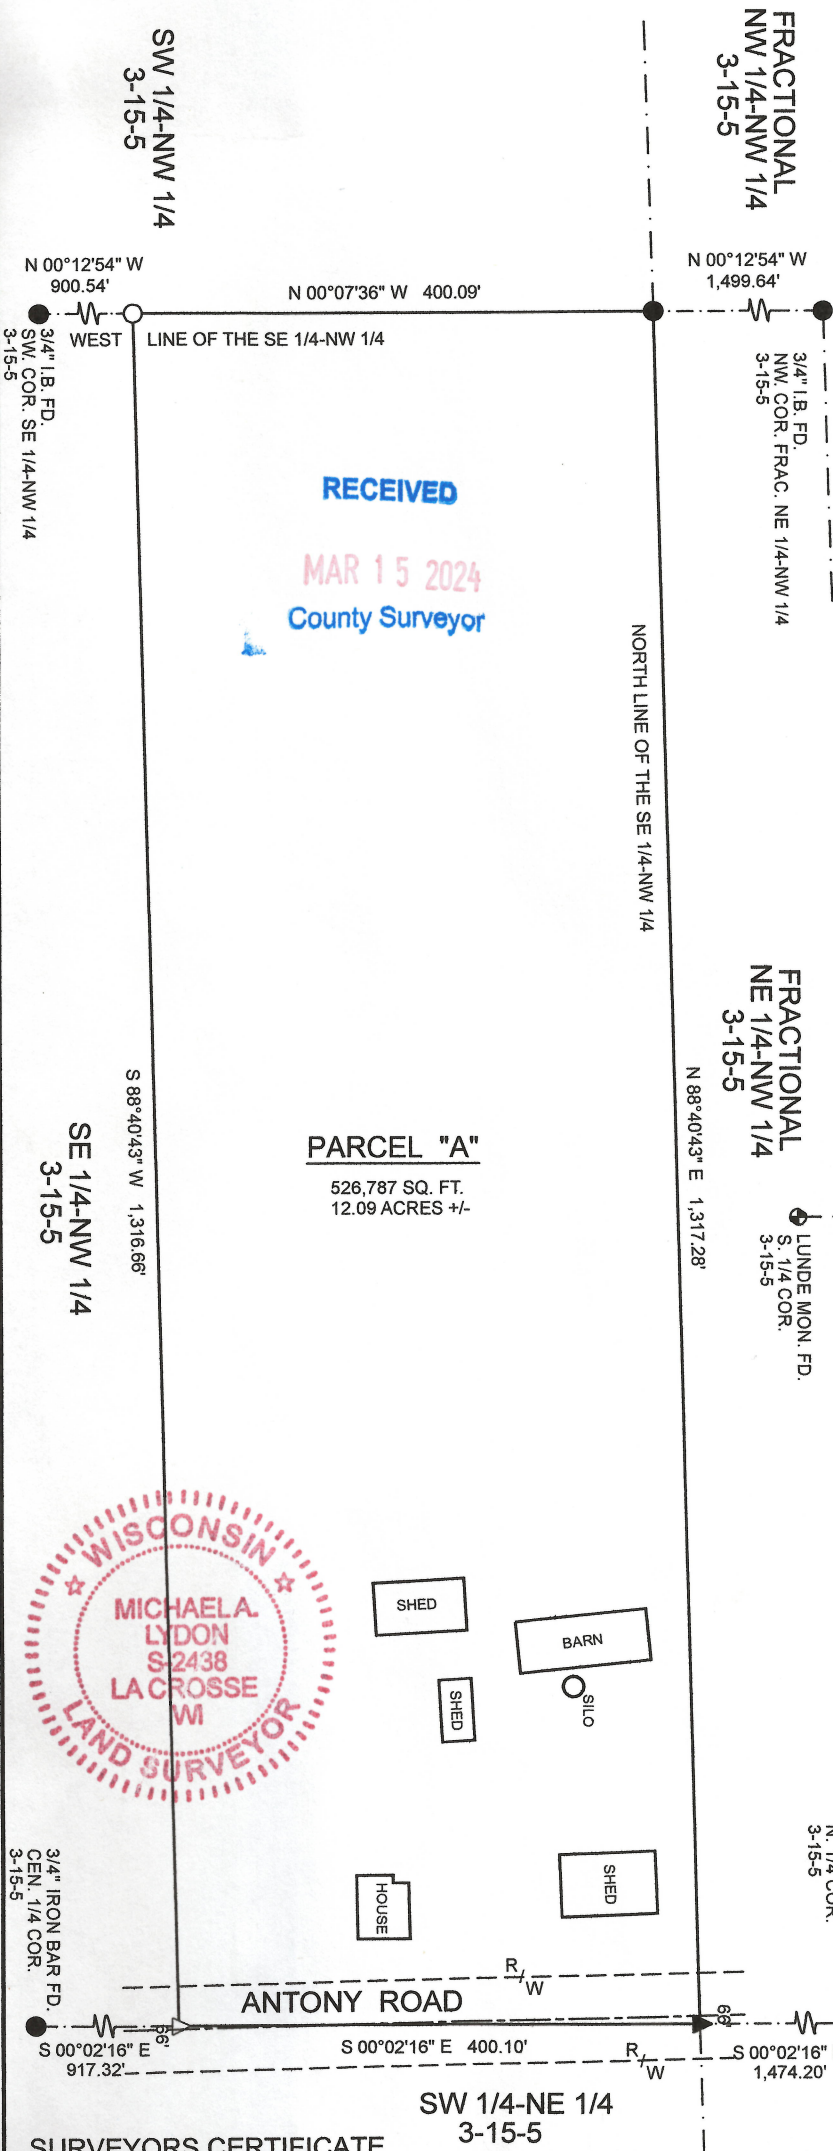 SW 1/4-NW 1/4
3-15-5
FRACTIONAL
NW 1/4-NW 1/4
3-15-5
N 00°12'54" W
900.54'
N 00°07'36" W 400.09'
N 00°12'54" W
1,499.64'
WEST LINE OF THE SE 1/4-NW 1/4
3/4" I.B. FD.
SW. COR. SE 1/4-NW 1/4
3-15-5
3/4" I.B. FD.
NW. COR. FRAC. NE 1/4-NW 1/4
3-15-5
RECEIVED
MAR 15 2024
County Surveyor
NORTH LINE OF THE SE 1/4-NW 1/4
FRACTIONAL
NE 1/4-NW 1/4
3-15-5
S 88°40'43" W 1,316.66'
N 88°40'43" E 1,317.28'
SE 1/4-NW 1/4
3-15-5
PARCEL "A"
526,787 SQ. FT.
12.09 ACRES +/-
LUNDE MON. FD.
S. 1/4 COR.
3-15-5
WISCONSIN
MICHAEL A.
LYDON
S-2438
LA CROSSE
WI
LAND SURVEYOR
SHED
BARN
SHED
SILO
SHED
HOUSE
N. 1/4 COR.
3-15-5
3/4" IRON BAR FD.
CEN. 1/4 COR.
3-15-5
R/W
ANTONY ROAD
66'
66'
S 00°02'16" E
917.32'
S 00°02'16" E 400.10'
R/W
S 00°02'16"
1,474.20'
SW 1/4-NE 1/4
3-15-5
SURVEYORS CERTIFICATE